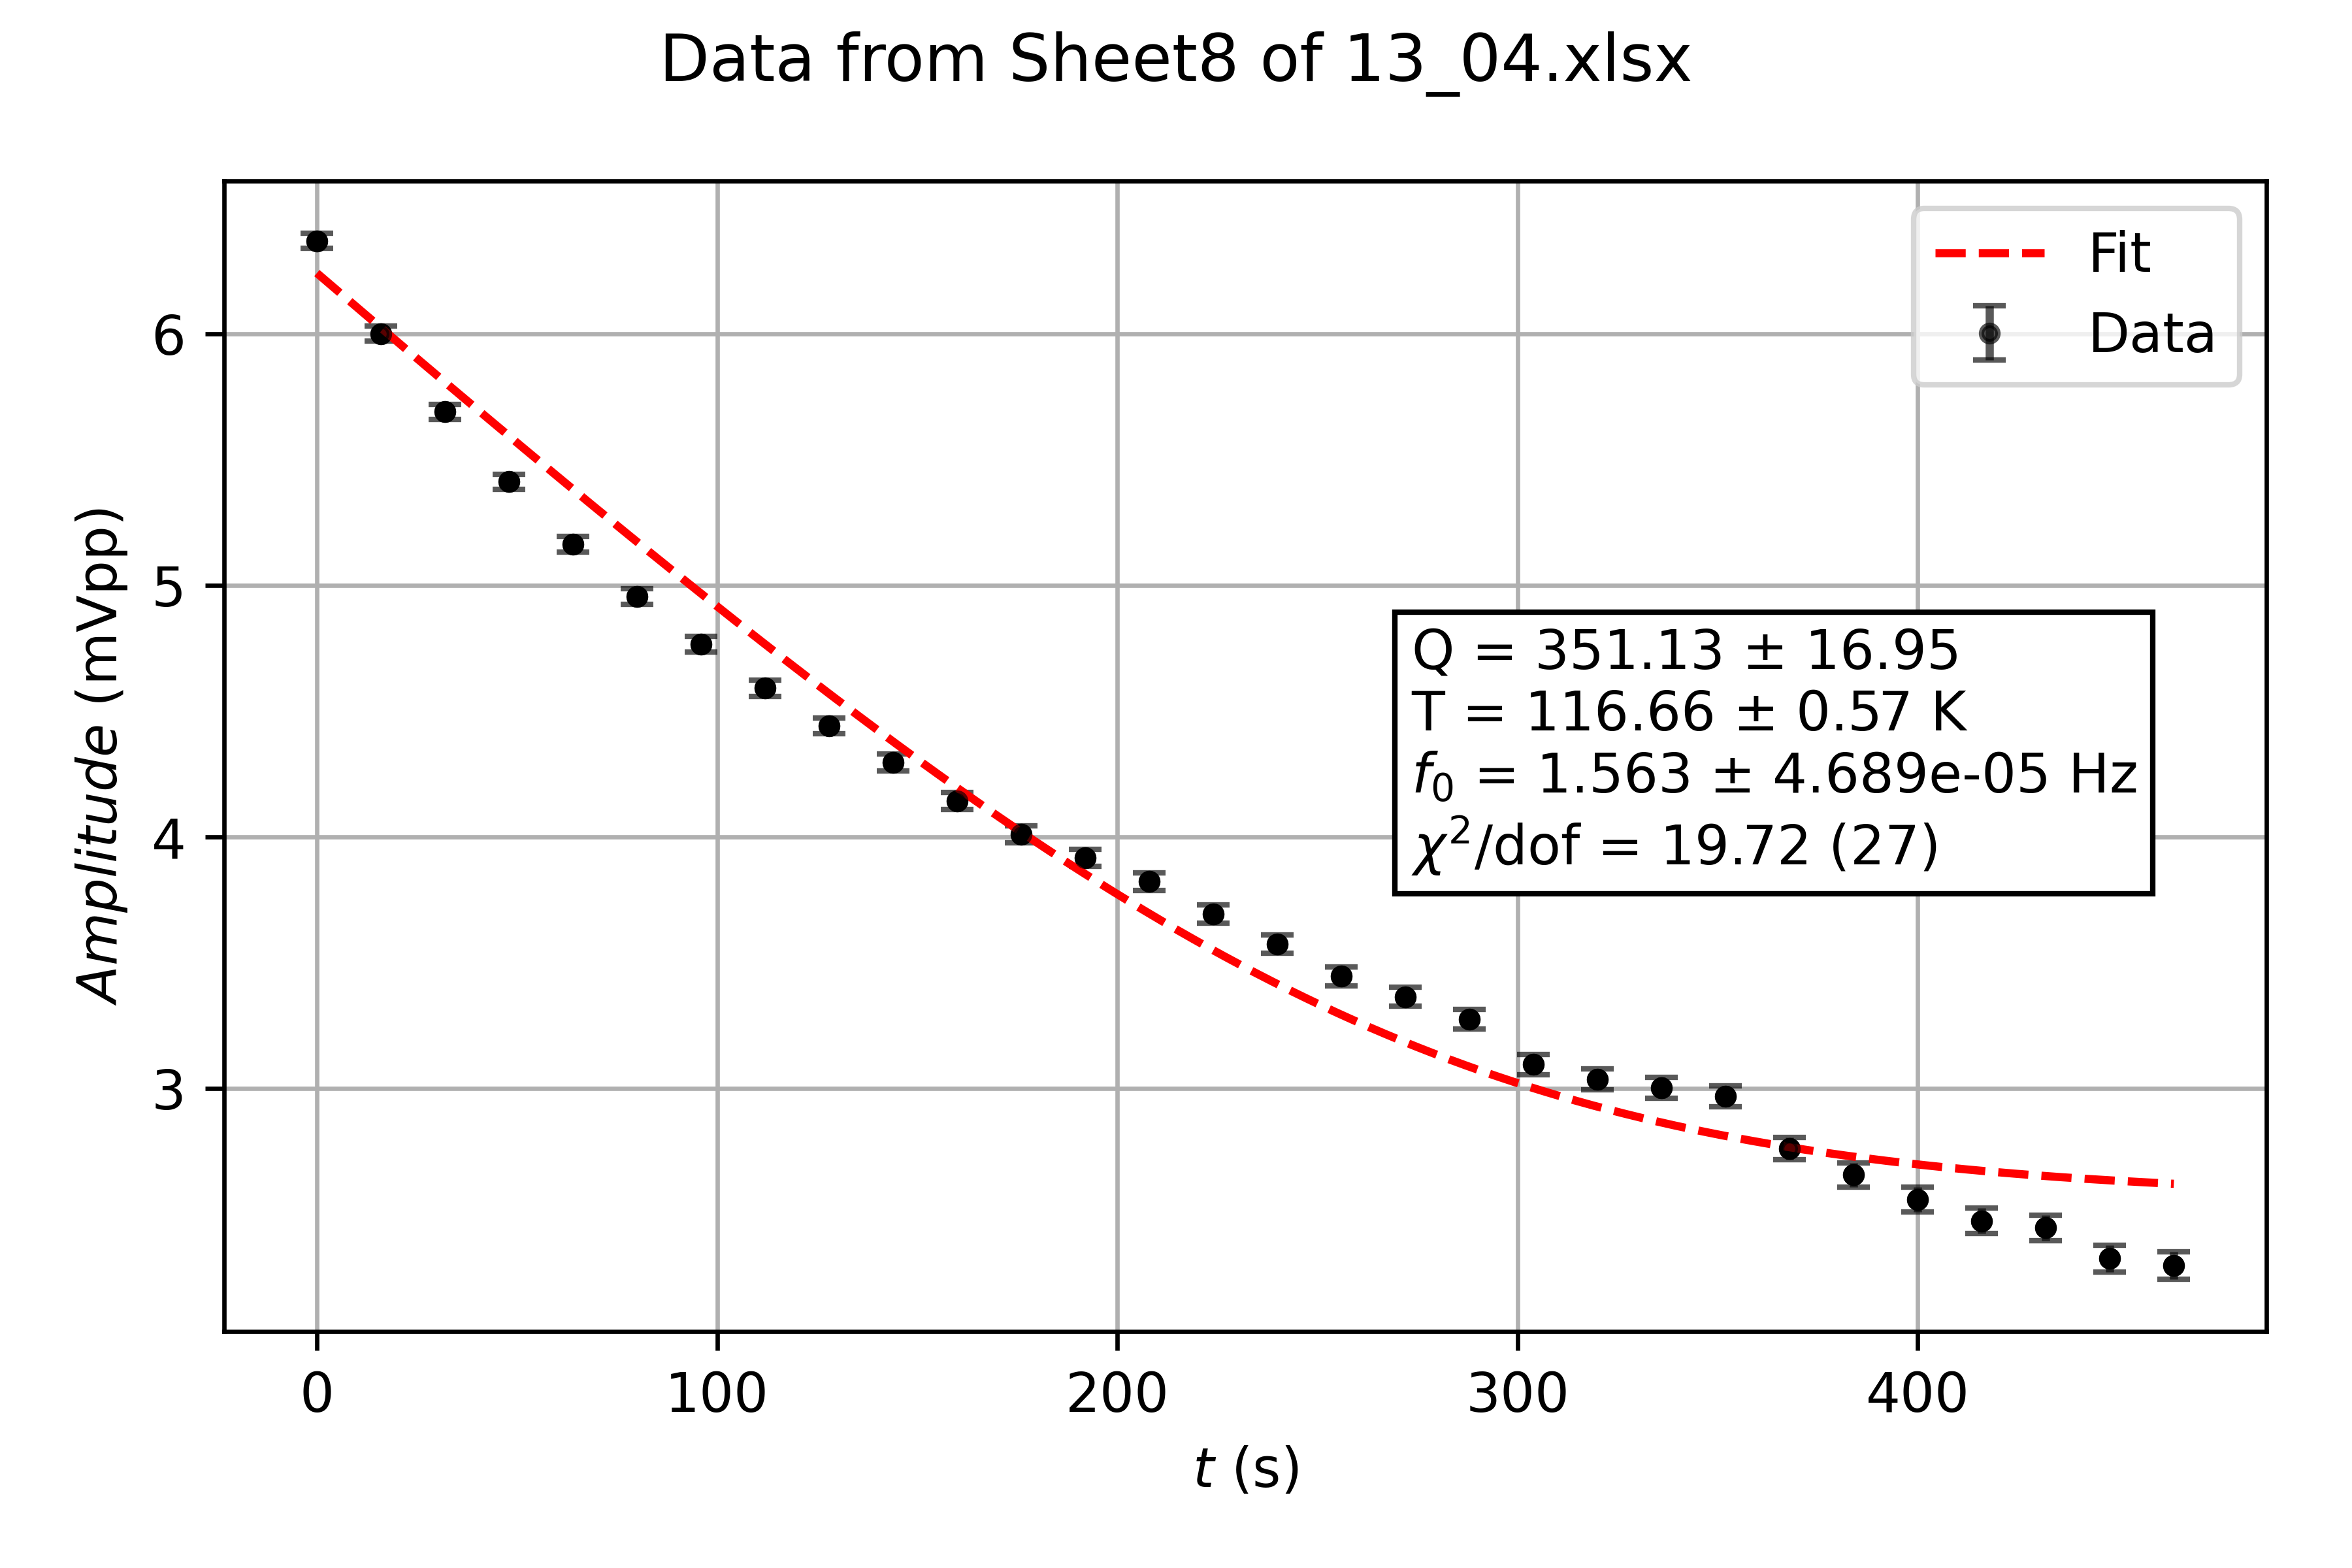 Data from Sheet8 of 13_04.xlsx
Amplitude (mVpp)
6
5
4
3
Fit
Data
Q = 351.13 ± 16.95
T = 116.66 ± 0.57 K
f₀ = 1.563 ± 4.689e-05 Hz
χ²/dof = 19.72 (27)
0 100 200 300 400
t (s)